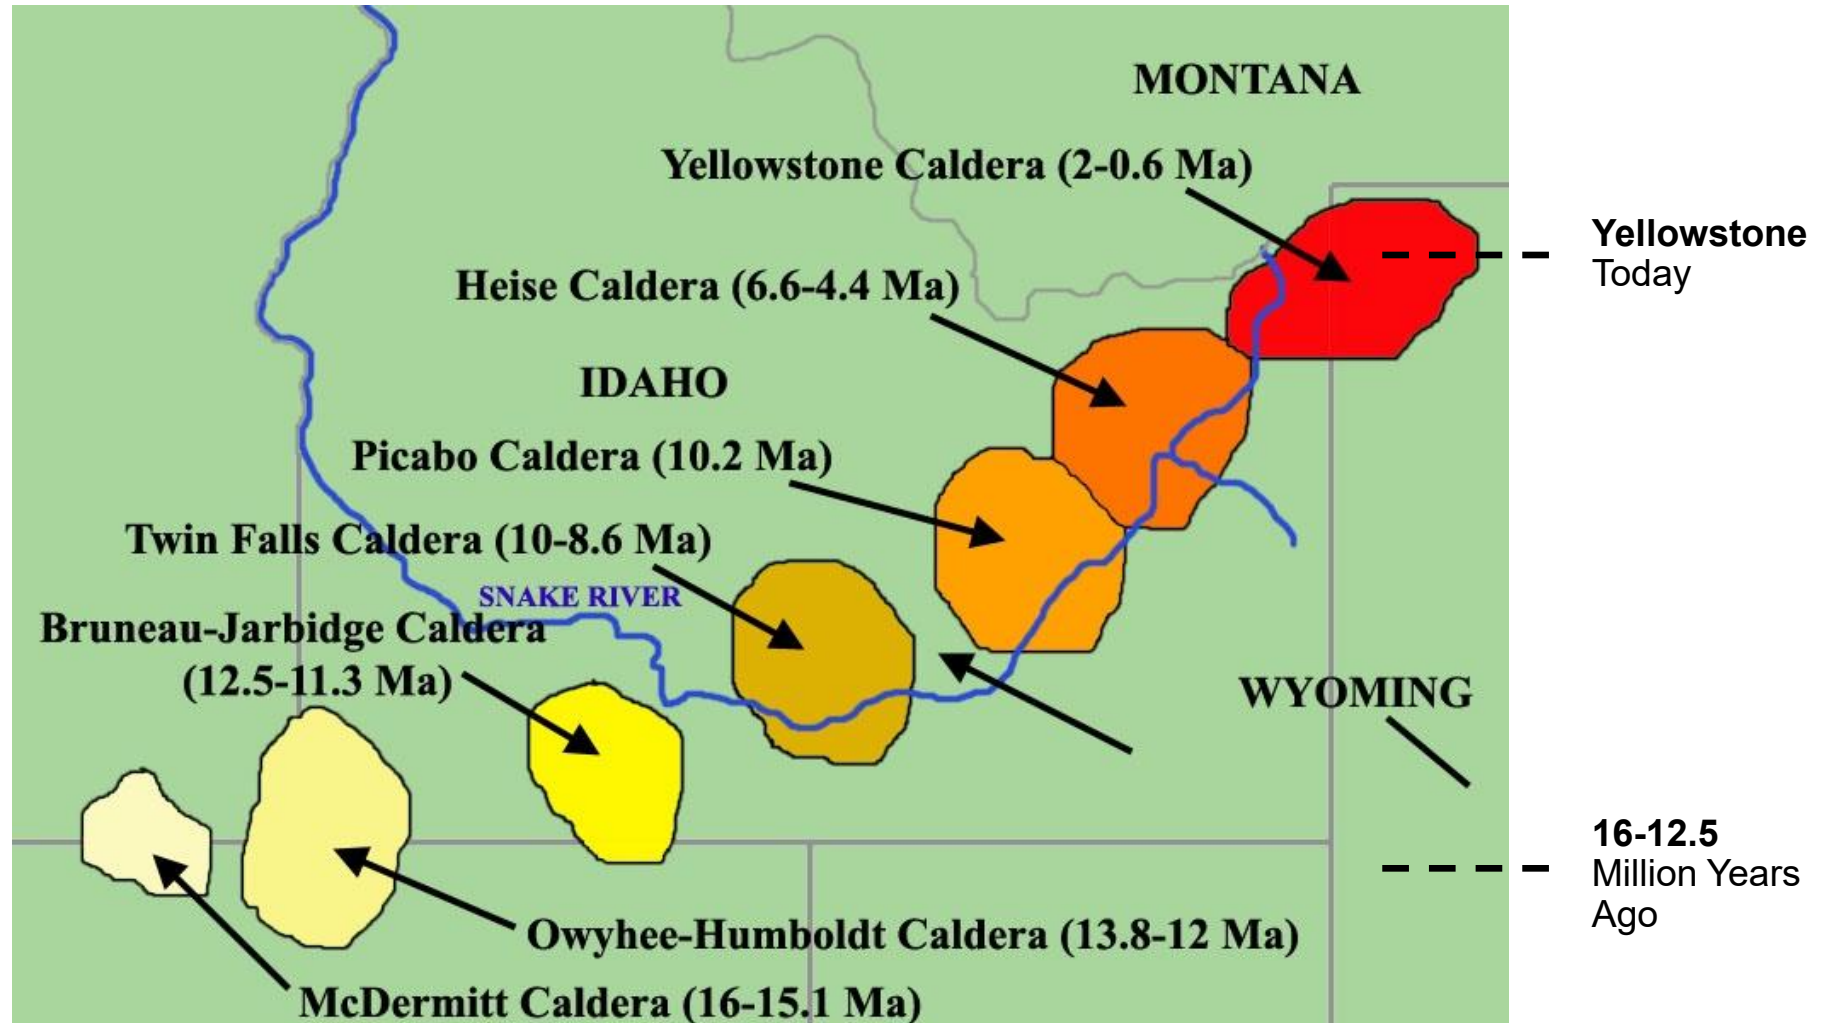 MONTANA
Yellowstone Caldera (2-0.6 Ma)
Yellowstone
Today
Heise Caldera (6.6-4.4 Ma)
IDAHO
Picabo Caldera (10.2 Ma)
Twin Falls Caldera (10-8.6 Ma)
SNAKE RIVER
Bruneau-Jarbidge Caldera
(12.5-11.3 Ma)
WYOMING
16-12.5
Million Years
Ago
Owyhee-Humboldt Caldera (13.8-12 Ma)
McDermitt Caldera (16-15.1 Ma)